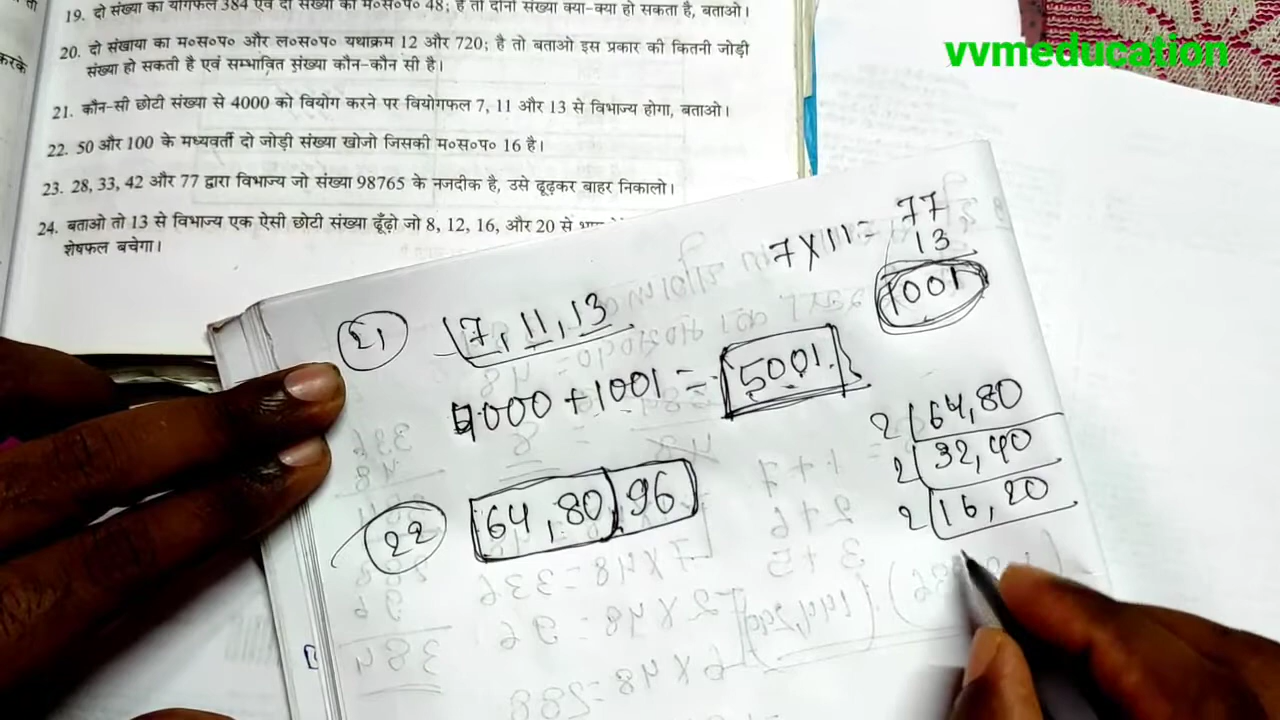 19. दो संख्या का योगफल 384 एवं दो संख्या का म०स०प० 48; है तो दोनों संख्या क्या-क्या हो सकता है, बताओ।
20. दो संखाया का म०स०प० और ल०स०प० यथाक्रम 12 और 720; है तो बताओ इस प्रकार की कितनी जोड़ी
संख्या हो सकती है एवं सम्भावित संख्या कौन-कौन सी है।
21. कौन-सी छोटी संख्या से 4000 को वियोग करने पर वियोगफल 7, 11 और 13 से विभाज्य होगा, बताओ।
22. 50 और 100 के मध्यवर्ती दो जोड़ी संख्या खोजो जिसकी म०स०प० 16 है।
23. 28, 33, 42 और 77 द्वारा विभाज्य जो संख्या 98765 के नजदीक है, उसे ढूढ़कर बाहर निकालो।
24. बताओ तो 13 से विभाज्य एक ऐसी छोटी संख्या ढूँढ़ो जो 8, 12, 16, और 20 से
शेषफल बचेगा।
करके
vvmeducation
7×11= 77
13
1001
21 7, 11, 13
4000 + 1001 = 5001
22 64, 80, 96
2 64, 80
2 32, 40
2 16, 20